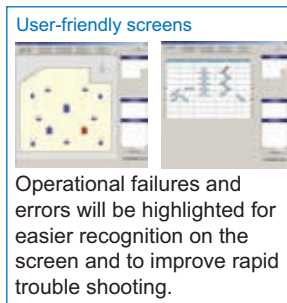 User-friendly screens
Operational failures and
errors will be highlighted for
easier recognition on the
screen and to improve rapid
trouble shooting.